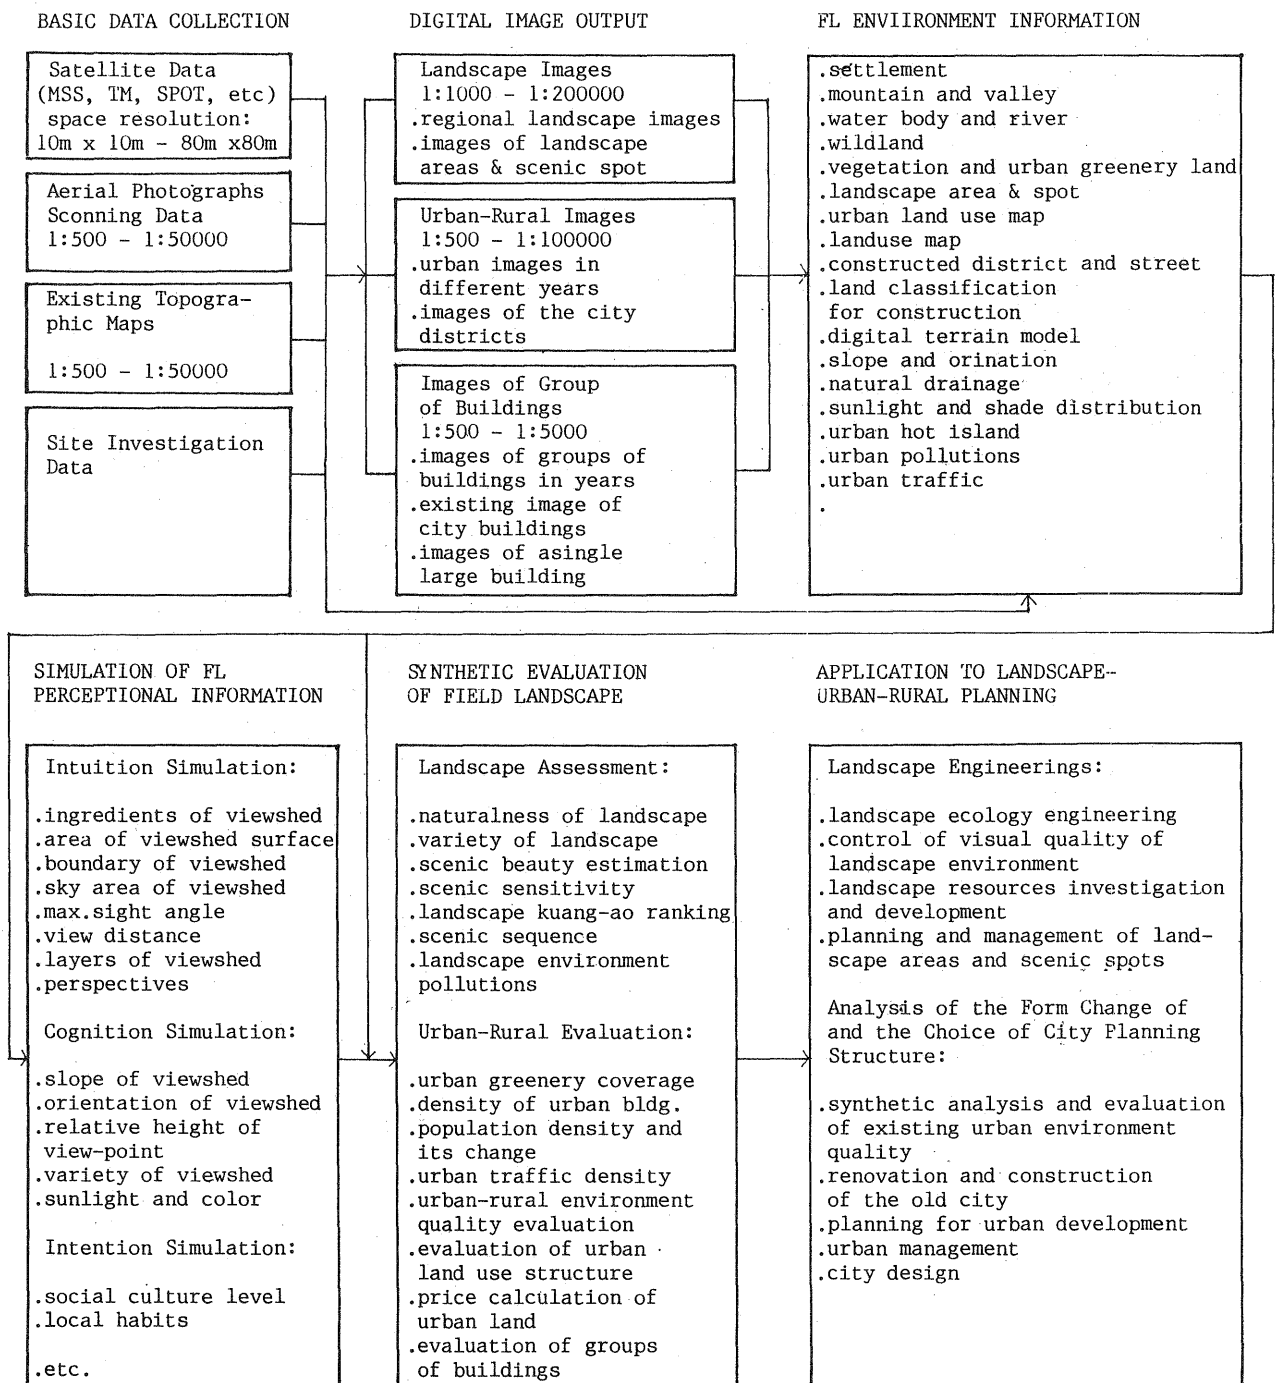 BASIC DATA COLLECTION
Satellite Data
(MSS, TM, SPOT, etc)
space resolution:
10m x 10m - 80m x80m
Aerial Photographs
Sconning Data
1:500 - 1:50000
Existing Topogra-
phic Maps
1:500 - 1:50000
Site Investigation
Data
DIGITAL IMAGE OUTPUT
Landscape Images
1:1000 - 1:200000
.regional landscape images
.images of landscape
areas & scenic spot
Urban-Rural Images
1:500 - 1:100000
.urban images in
different years
.images of the city
districts
Images of Group
of Buildings
1:500 - 1:5000
.images of groups of
buildings in years
.existing image of
city buildings
.images of asingle
large building
FL ENVIIRONMENT INFORMATION
.settlement
.mountain and valley
.water body and river
.wildland
.vegetation and urban greenery land
.landscape area & spot
.urban land use map
.landuse map
.constructed district and street
.land classification
for construction
.digital terrain model
.slope and orination
.natural drainage
.sunlight and shade distribution
.urban hot island
.urban pollutions
.urban traffic
.
SIMULATION OF FL
PERCEPTIONAL INFORMATION
Intuition Simulation:
.ingredients of viewshed
.area of viewshed surface
.boundary of viewshed
.sky area of viewshed
.max.sight angle
.view distance
.layers of viewshed
.perspectives
Cognition Simulation:
.slope of viewshed
.orientation of viewshed
.relative height of
view-point
.variety of viewshed
.sunlight and color
Intention Simulation:
.social culture level
.local habits
.etc.
SYNTHETIC EVALUATION
OF FIELD LANDSCAPE
Landscape Assessment:
.naturalness of landscape
.variety of landscape
.scenic beauty estimation
.scenic sensitivity
.landscape kuang-ao ranking
.scenic sequence
.landscape environment
pollutions
Urban-Rural Evaluation:
.urban greenery coverage
.density of urban bldg.
.population density and
its change
.urban traffic density
.urban-rural environment
quality evaluation
.evaluation of urban
land use structure
.price calculation of
urban land
.evaluation of groups
of buildings
APPLICATION TO LANDSCAPE-
URBAN-RURAL PLANNING
Landscape Engineerings:
.landscape ecology engineering
.control of visual quality of
landscape environment
.landscape resources investigation
and development
.planning and management of land-
scape areas and scenic spots
Analysis of the Form Change of
and the Choice of City Planning
Structure:
.synthetic analysis and evaluation
of existing urban environment
quality
.renovation and construction
of the old city
.planning for urban development
.urban management
.city design